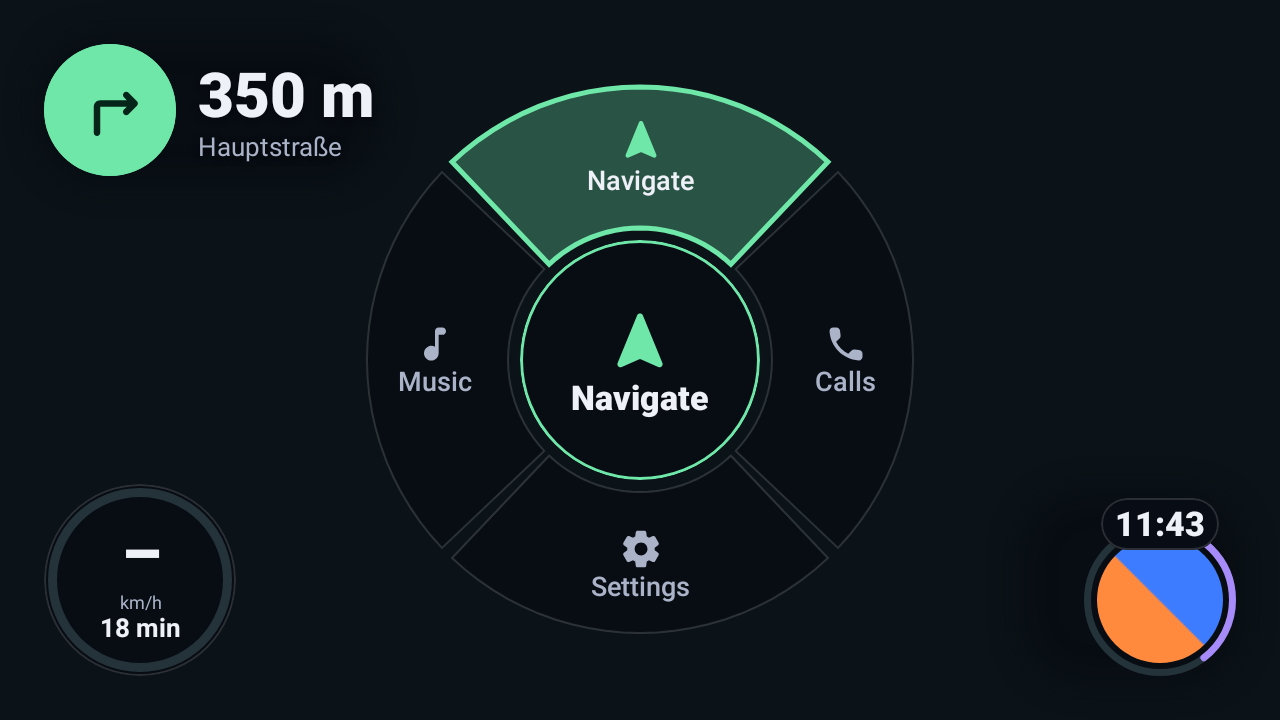 350 m
Hauptstraße
Navigate
Music
Navigate
Calls
Settings
–
km/h
18 min
11:43